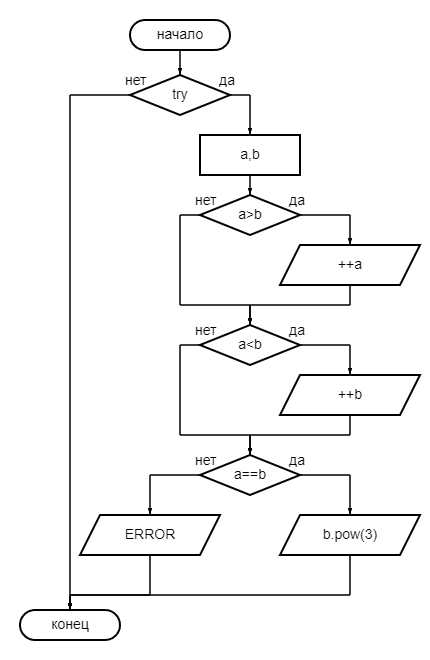 начало
нет
да
try
a,b
нет
да
a>b
++a
нет
да
a<b
++b
нет
да
a==b
ERROR
b.pow(3)
конец